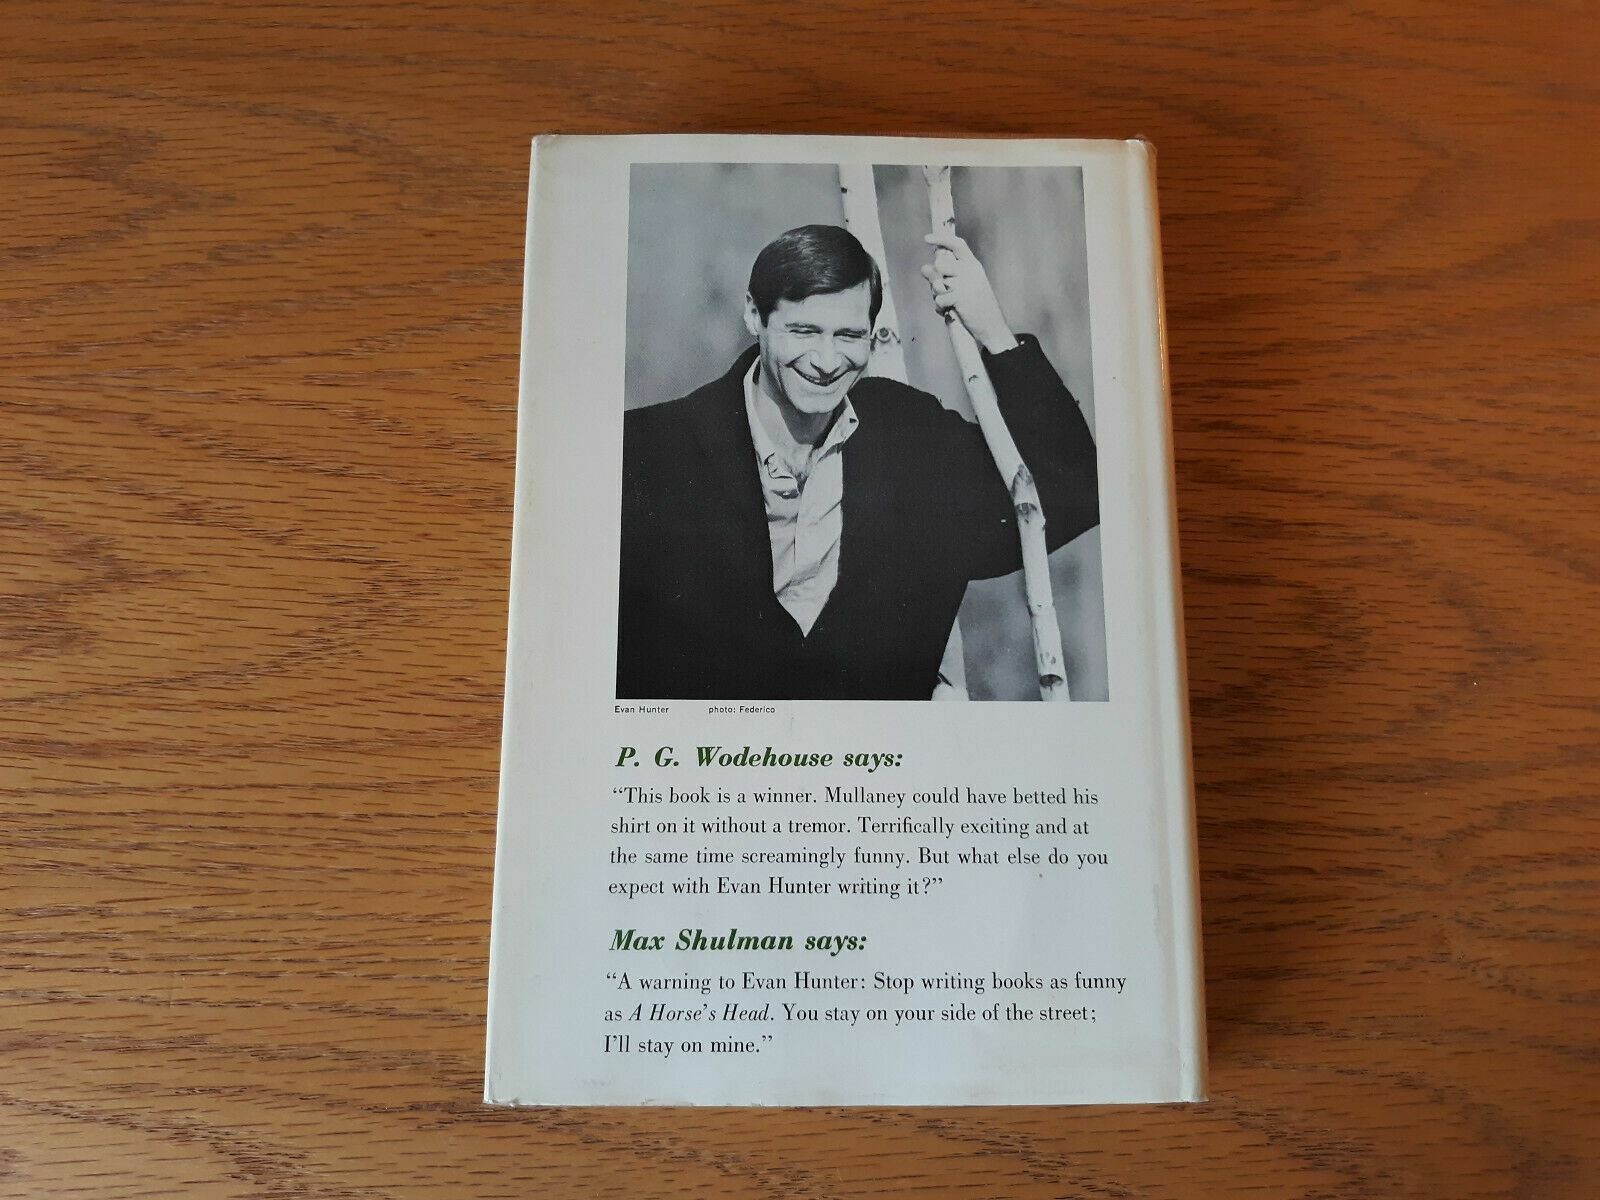 Evan Hunter photo: Federico
P. G. Wodehouse says:
“This book is a winner. Mullaney could have betted his
shirt on it without a tremor. Terrifically exciting and at
the same time screamingly funny. But what else do you
expect with Evan Hunter writing it?”
Max Shulman says:
“A warning to Evan Hunter: Stop writing books as funny
as A Horse’s Head. You stay on your side of the street;
I’ll stay on mine.”